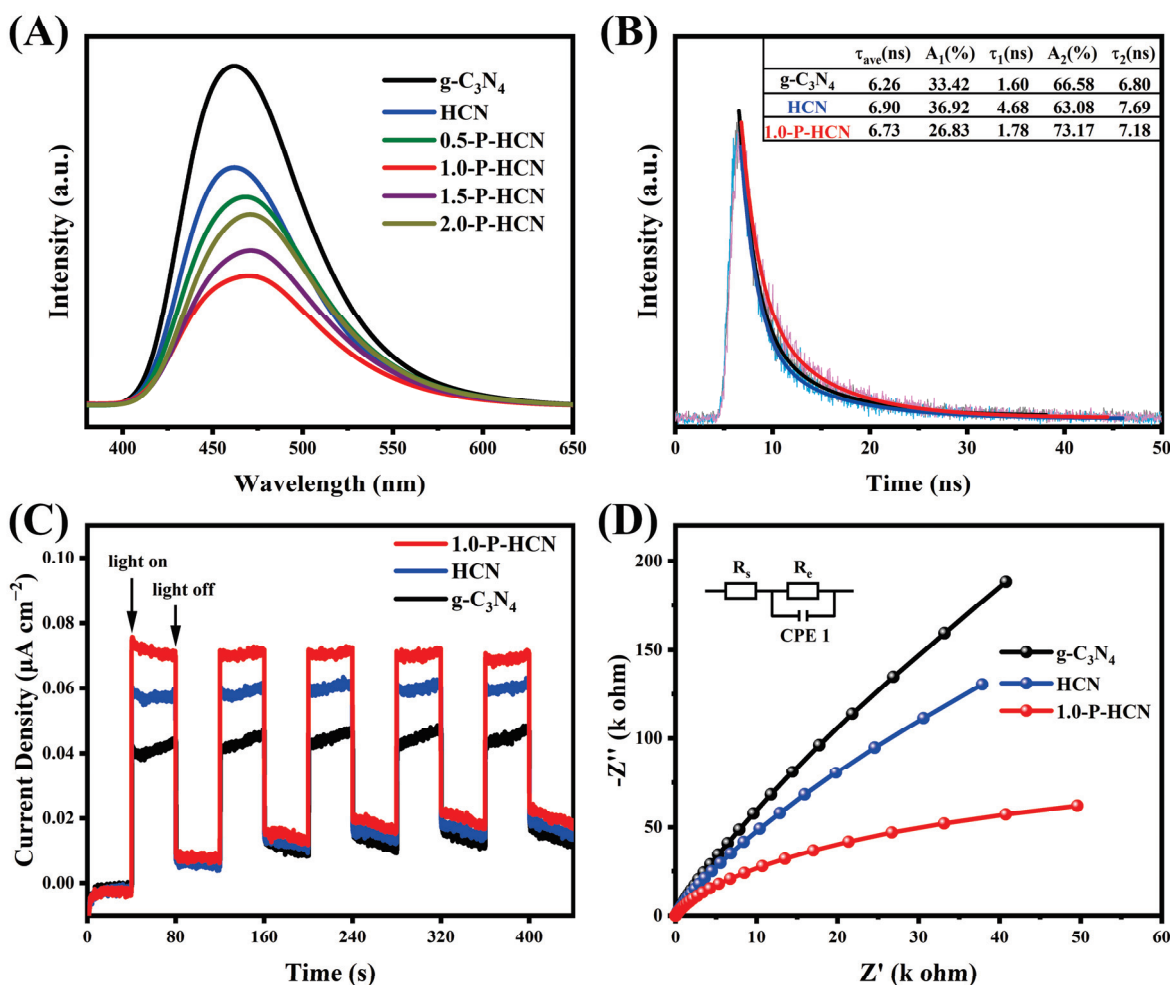 (A)
g-C₃N₄
HCN
0.5-P-HCN
1.0-P-HCN
1.5-P-HCN
2.0-P-HCN
Intensity (a.u.)
400 450 500 550 600 650
Wavelength (nm)
(B)
τave(ns) A₁(%) τ₁(ns) A₂(%) τ₂(ns)
g-C₃N₄ 6.26 33.42 1.60 66.58 6.80
HCN 6.90 36.92 4.68 63.08 7.69
1.0-P-HCN 6.73 26.83 1.78 73.17 7.18
Intensity (a.u.)
0 10 20 30 40 50
Time (ns)
(C)
light on
light off
1.0-P-HCN
HCN
g-C₃N₄
Current Density (µA cm⁻²)
0.10
0.08
0.06
0.04
0.02
0.00
0 80 160 240 320 400
Time (s)
(D)
Rs Re
CPE 1
g-C₃N₄
HCN
1.0-P-HCN
-Z'' (k ohm)
200
150
100
50
0
0 10 20 30 40 50 60
Z' (k ohm)